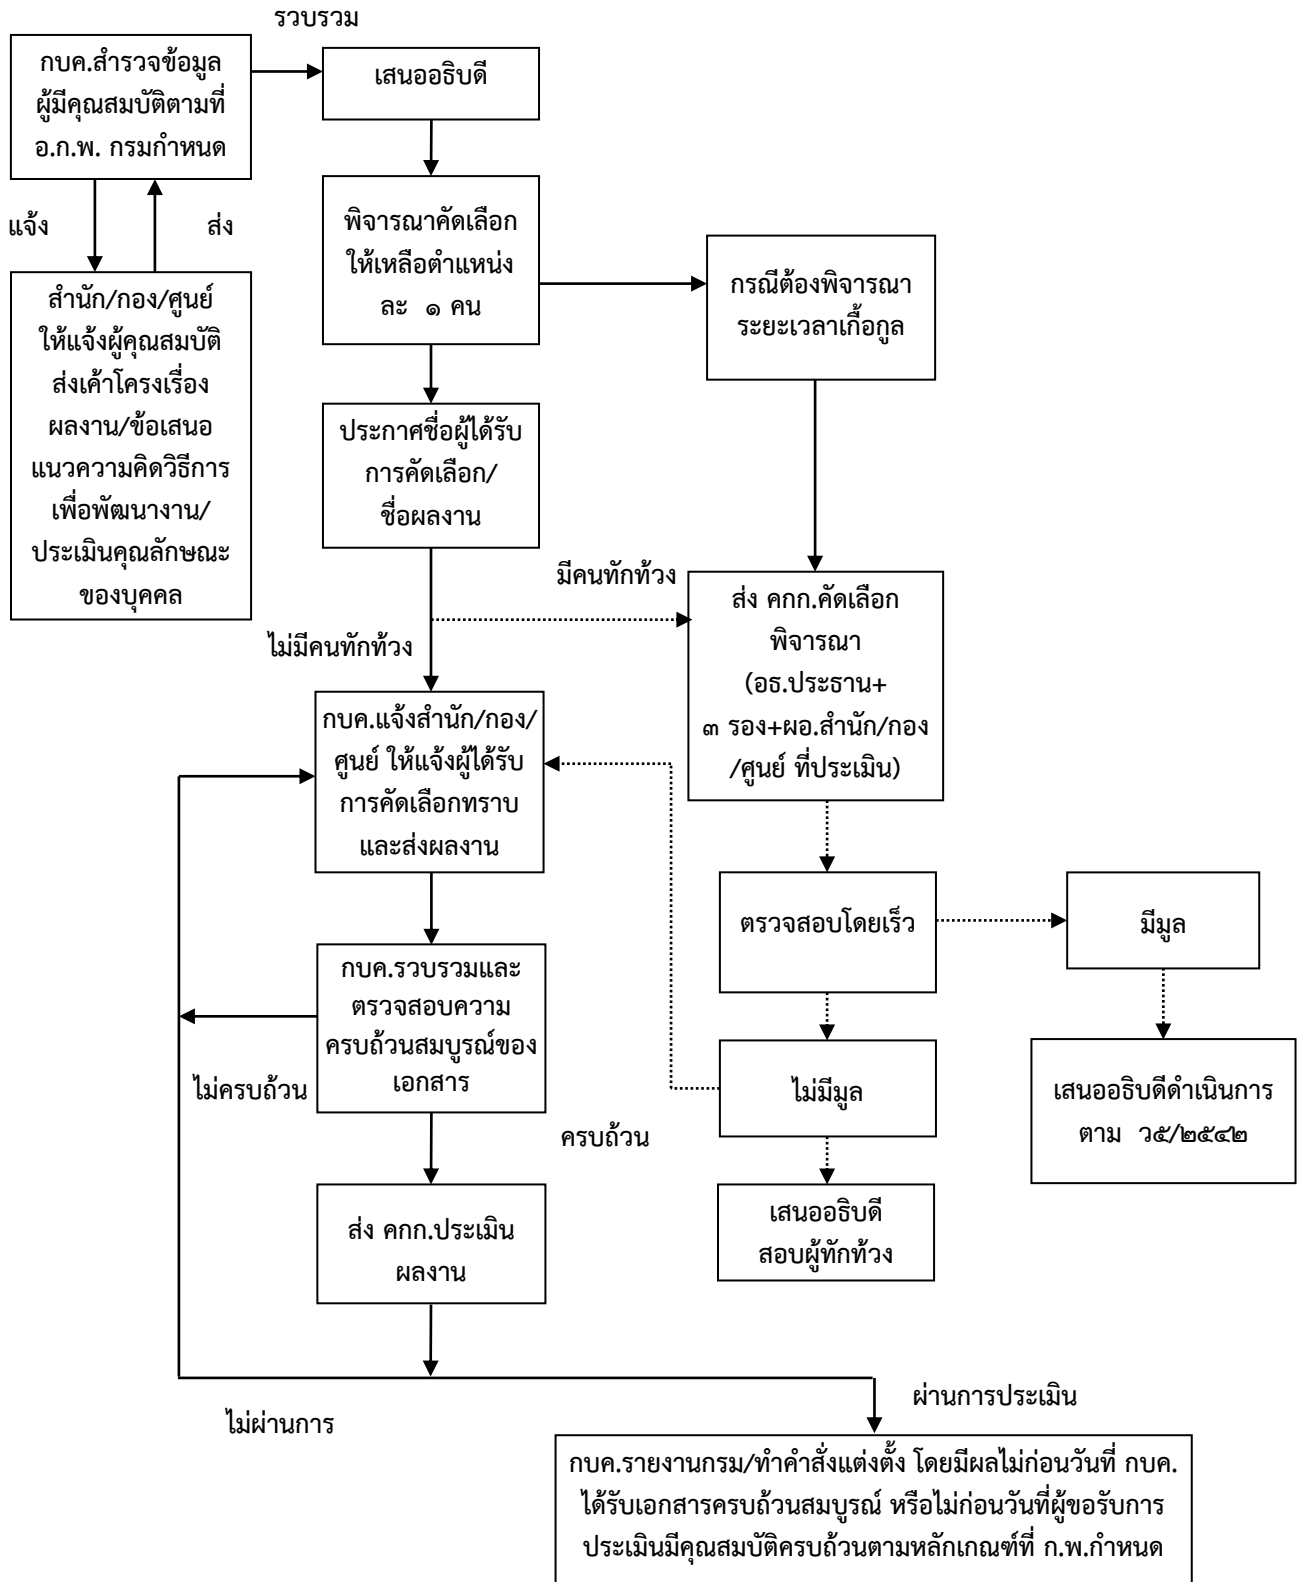 รวบรวม
กบค.สำรวจข้อมูล
ผู้มีคุณสมบัติตามที่
อ.ก.พ. กรมกำหนด
เสนออธิบดี
แจ้ง
ส่ง
พิจารณาคัดเลือก
ให้เหลือตำแหน่ง
ละ ๑ คน
กรณีต้องพิจารณา
ระยะเวลาเกื้อกูล
สำนัก/กอง/ศูนย์
ให้แจ้งผู้คุณสมบัติ
ส่งเค้าโครงเรื่อง
ผลงาน/ข้อเสนอ
แนวความคิดวิธีการ
เพื่อพัฒนางาน/
ประเมินคุณลักษณะ
ของบุคคล
ประกาศชื่อผู้ได้รับ
การคัดเลือก/
ชื่อผลงาน
มีคนทักท้วง
ไม่มีคนทักท้วง
ส่ง คกก.คัดเลือก
พิจารณา
(อธ.ประธาน+
๓ รอง+ผอ.สำนัก/กอง
/ศูนย์ ที่ประเมิน)
กบค.แจ้งสำนัก/กอง/
ศูนย์ ให้แจ้งผู้ได้รับ
การคัดเลือกทราบ
และส่งผลงาน
ตรวจสอบโดยเร็ว
มีมูล
กบค.รวบรวมและ
ตรวจสอบความ
ครบถ้วนสมบูรณ์ของ
เอกสาร
ไม่ครบถ้วน
ครบถ้วน
ไม่มีมูล
เสนออธิบดีดำเนินการ
ตาม ว๕/๒๕๔๒
ส่ง คกก.ประเมิน
ผลงาน
เสนออธิบดี
สอบผู้ทักท้วง
ไม่ผ่านการ
ผ่านการประเมิน
กบค.รายงานกรม/ทำคำสั่งแต่งตั้ง โดยมีผลไม่ก่อนวันที่ กบค.
ได้รับเอกสารครบถ้วนสมบูรณ์ หรือไม่ก่อนวันที่ผู้ขอรับการ
ประเมินมีคุณสมบัติครบถ้วนตามหลักเกณฑ์ที่ ก.พ.กำหนด